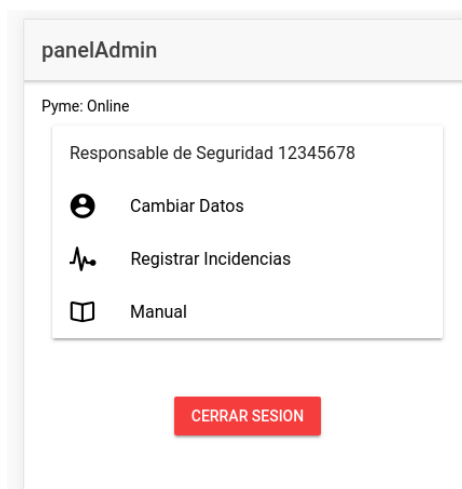 panelAdmin
Pyme: Online
Responsable de Seguridad 12345678
Cambiar Datos
Registrar Incidencias
Manual
CERRAR SESION